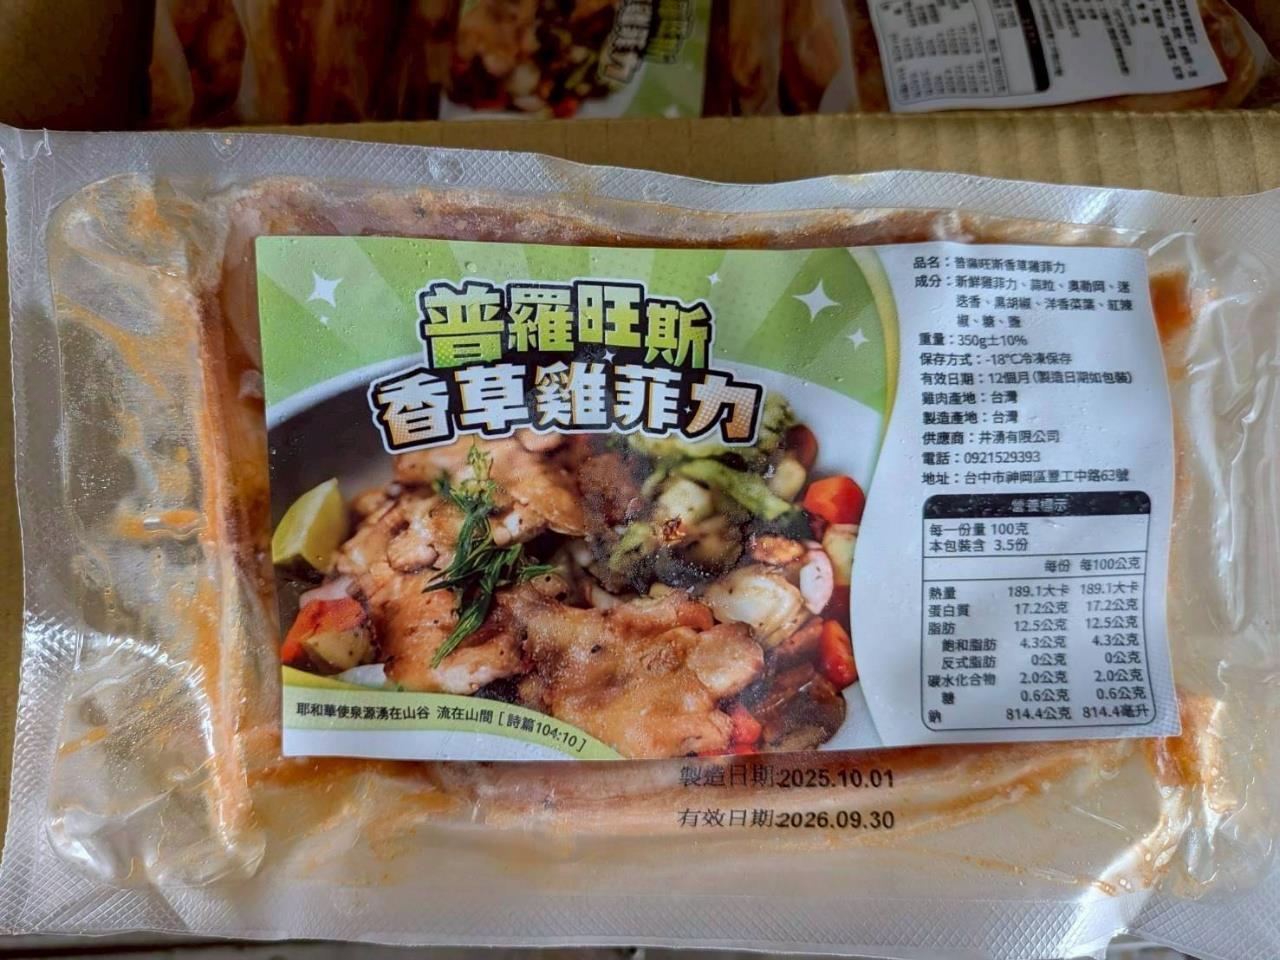 普羅旺斯
香草雞菲力
耶和華使泉源湧在山谷 流在山間 [ 詩篇104:10 ]
品名：普羅旺斯香草雞菲力
成分：新鮮雞菲力、蒜粒、奧勒岡、迷
迭香、黑胡椒、洋香菜葉、紅辣
椒、糖、鹽
重量：350g±10%
保存方式：-18℃冷凍保存
有效日期：12個月(製造日期如包裝)
雞肉產地：台灣
製造產地：台灣
供應商：井湧有限公司
電話：0921529393
地址：台中市神岡區豐工中路63號
營養標示
每一份量 100克
本包裝含 3.5份
每份 每100公克
熱量 189.1大卡 189.1大卡
蛋白質 17.2公克 17.2公克
脂肪 12.5公克 12.5公克
飽和脂肪 4.3公克 4.3公克
反式脂肪 0公克 0公克
碳水化合物 2.0公克 2.0公克
糖 0.6公克 0.6公克
鈉 814.4公克 814.4毫升
製造日期:2025.10.01
有效日期:2026.09.30